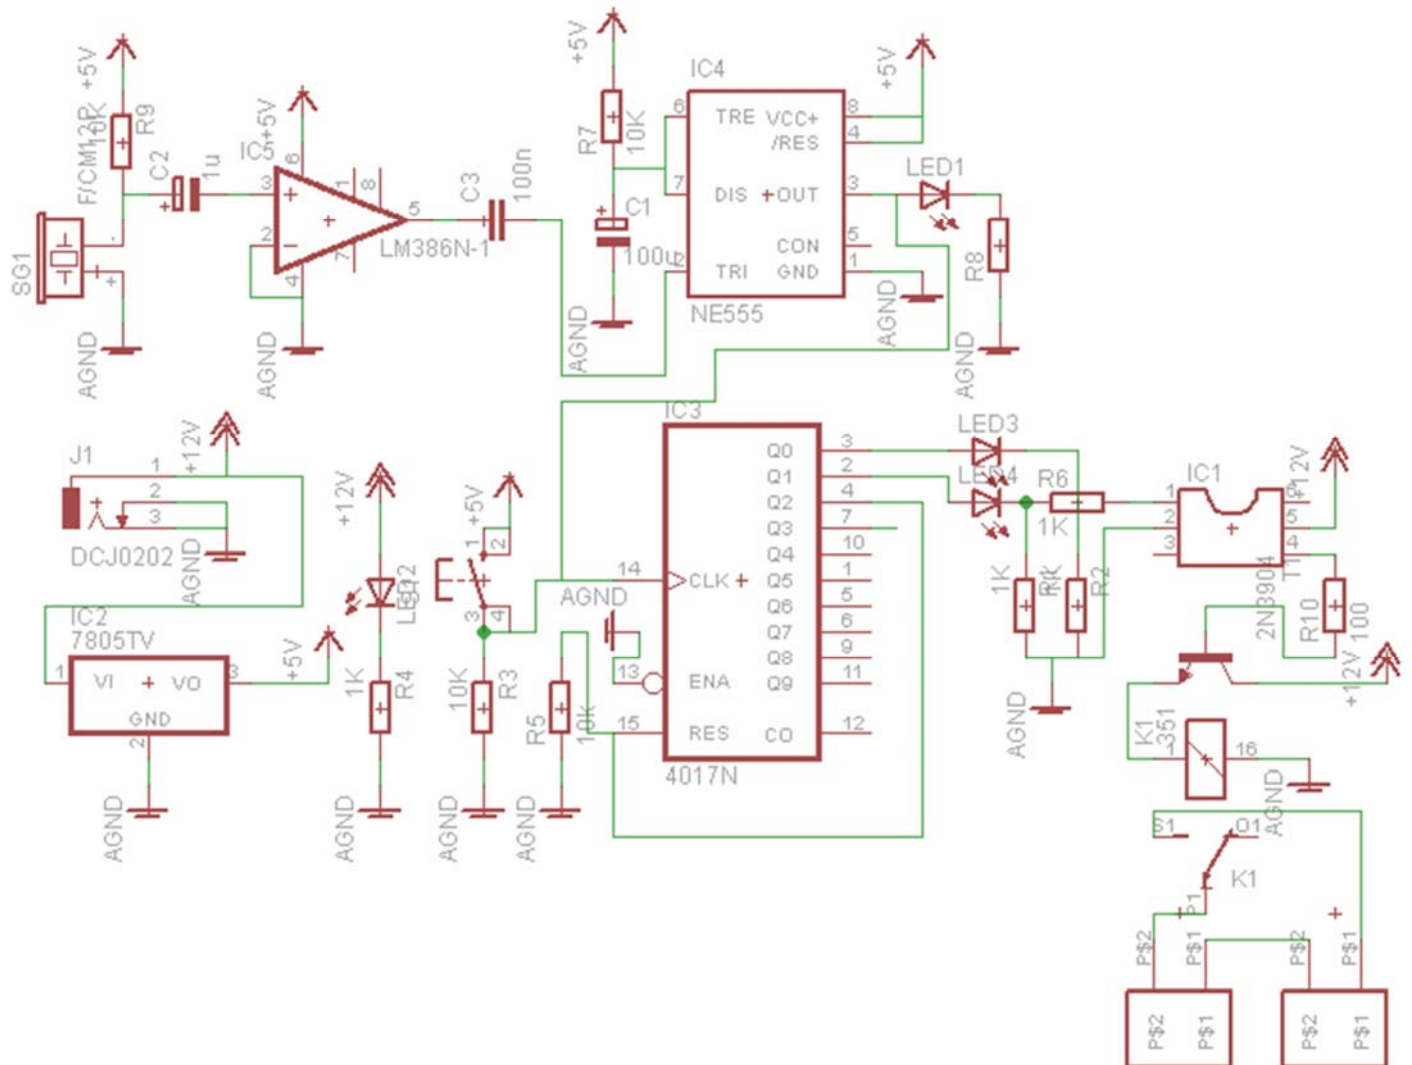 +5V
R9
10K
F/CM12P
SG1
-
+
AGND
C2
1u
+
+5V
IC5
6
3
1
8
2
7
4
5
LM386N-1
AGND
C3
100n
+5V
R7
10K
C1
100u
+
AGND
IC4
6
TRE
VCC+
8
/RES
4
7
DIS
+OUT
3
CON
5
2
TRI
GND
1
NE555
+5V
AGND
LED1
R8
AGND
J1
1
2
3
DCJ0202
+12V
AGND
IC2
7805TV
1
VI
+
VO
3
GND
2
+5V
AGND
+12V
LED2
1K
R4
AGND
+5V
1
2
3
4
10K
R3
AGND
R5
10k
AGND
AGND
IC3
14
CLK
+
13
ENA
15
RES
Q0
3
Q1
2
Q2
4
Q3
7
Q4
10
Q5
1
Q6
5
Q7
6
Q8
9
Q9
11
CO
12
4017N
LED3
LED4
R6
1K
1K
R2
AGND
IC1
1
2
3
+
5
4
+12V
2N3904
T1
R10
100
+12V
K1
351
1
16
AGND
S1
O1
K1
P1
P$2
P$1
P$2
P$1
P$2
P$1
P$2
P$1